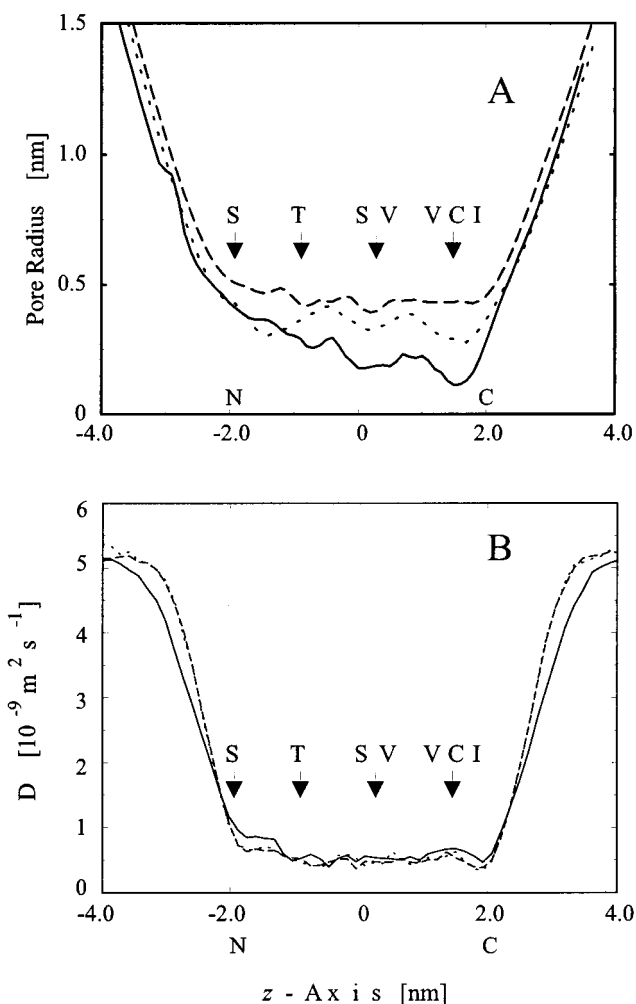 1.5
A
1.0
Pore Radius [nm]
S T S V V C I
0.5
N C
0
-4.0 -2.0 0 2.0 4.0
6
B
5
4
D [10⁻⁹ m² s⁻¹]
3
2
S T S V V C I
1
0
-4.0 -2.0 0 2.0 4.0
N C
z - Axis [nm]